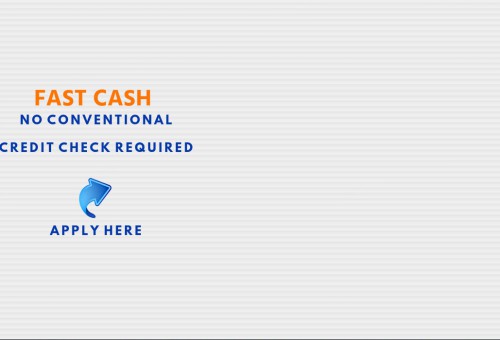 FAST CASH
NO CONVENTIONAL
CREDIT CHECK REQUIRED
APPLY HERE